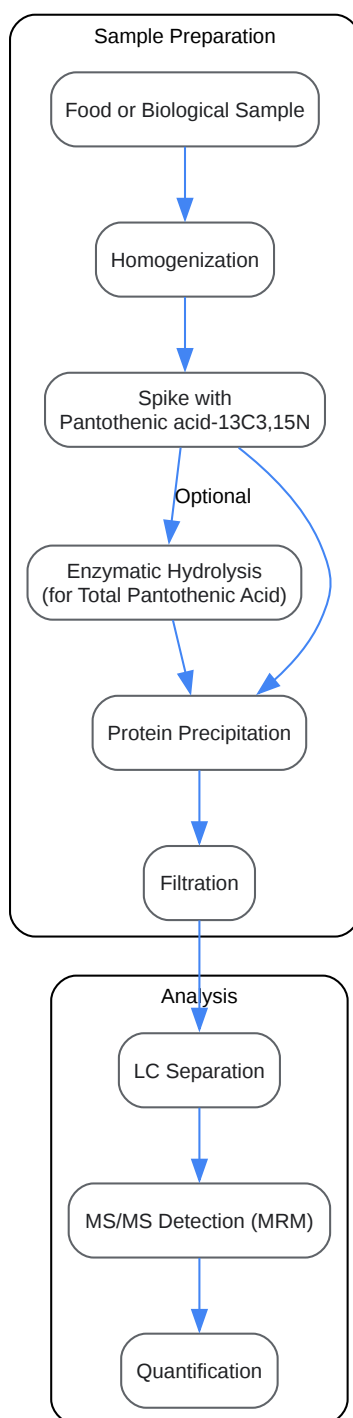 Sample Preparation
Food or Biological Sample
Homogenization
Spike with
Pantothenic acid-13C3,15N
Optional
Enzymatic Hydrolysis
(for Total Pantothenic Acid)
Protein Precipitation
Filtration
Analysis
LC Separation
MS/MS Detection (MRM)
Quantification